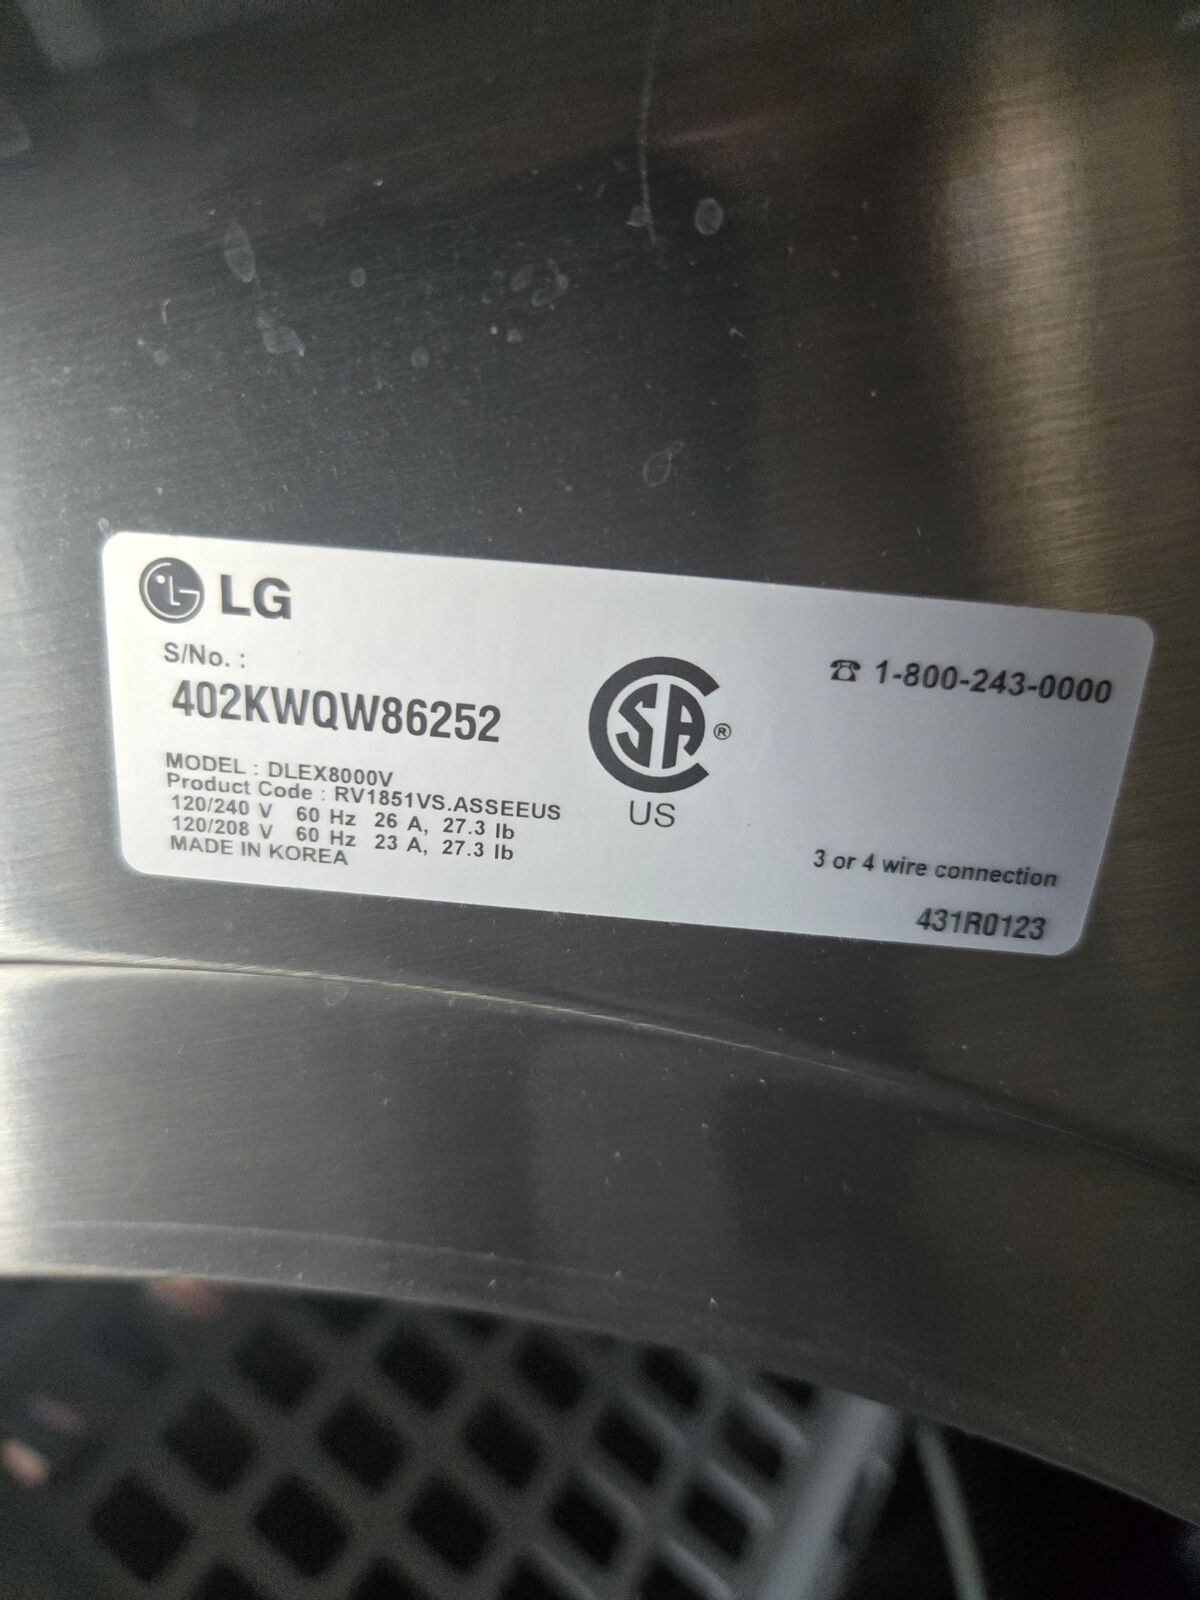 LG
S/No. :
402KWQW86252
MODEL : DLEX8000V
Product Code : RV1851VS.ASSEEUS
120/240 V 60 Hz 26 A, 27.3 lb
120/208 V 60 Hz 23 A, 27.3 lb
MADE IN KOREA
CSA®
US
☎ 1-800-243-0000
3 or 4 wire connection
431R0123